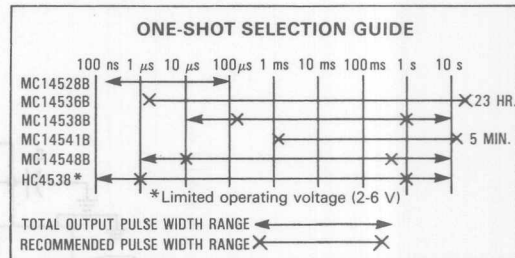 ONE-SHOT SELECTION GUIDE
100 ns 1 μs 10 μs 100μs 1 ms 10 ms 100 ms 1 s 10 s
MC14528B
MC14536B 23 HR.
MC14538B
MC14541B 5 MIN.
MC14548B
HC4538*
*Limited operating voltage (2-6 V)
TOTAL OUTPUT PULSE WIDTH RANGE
RECOMMENDED PULSE WIDTH RANGE